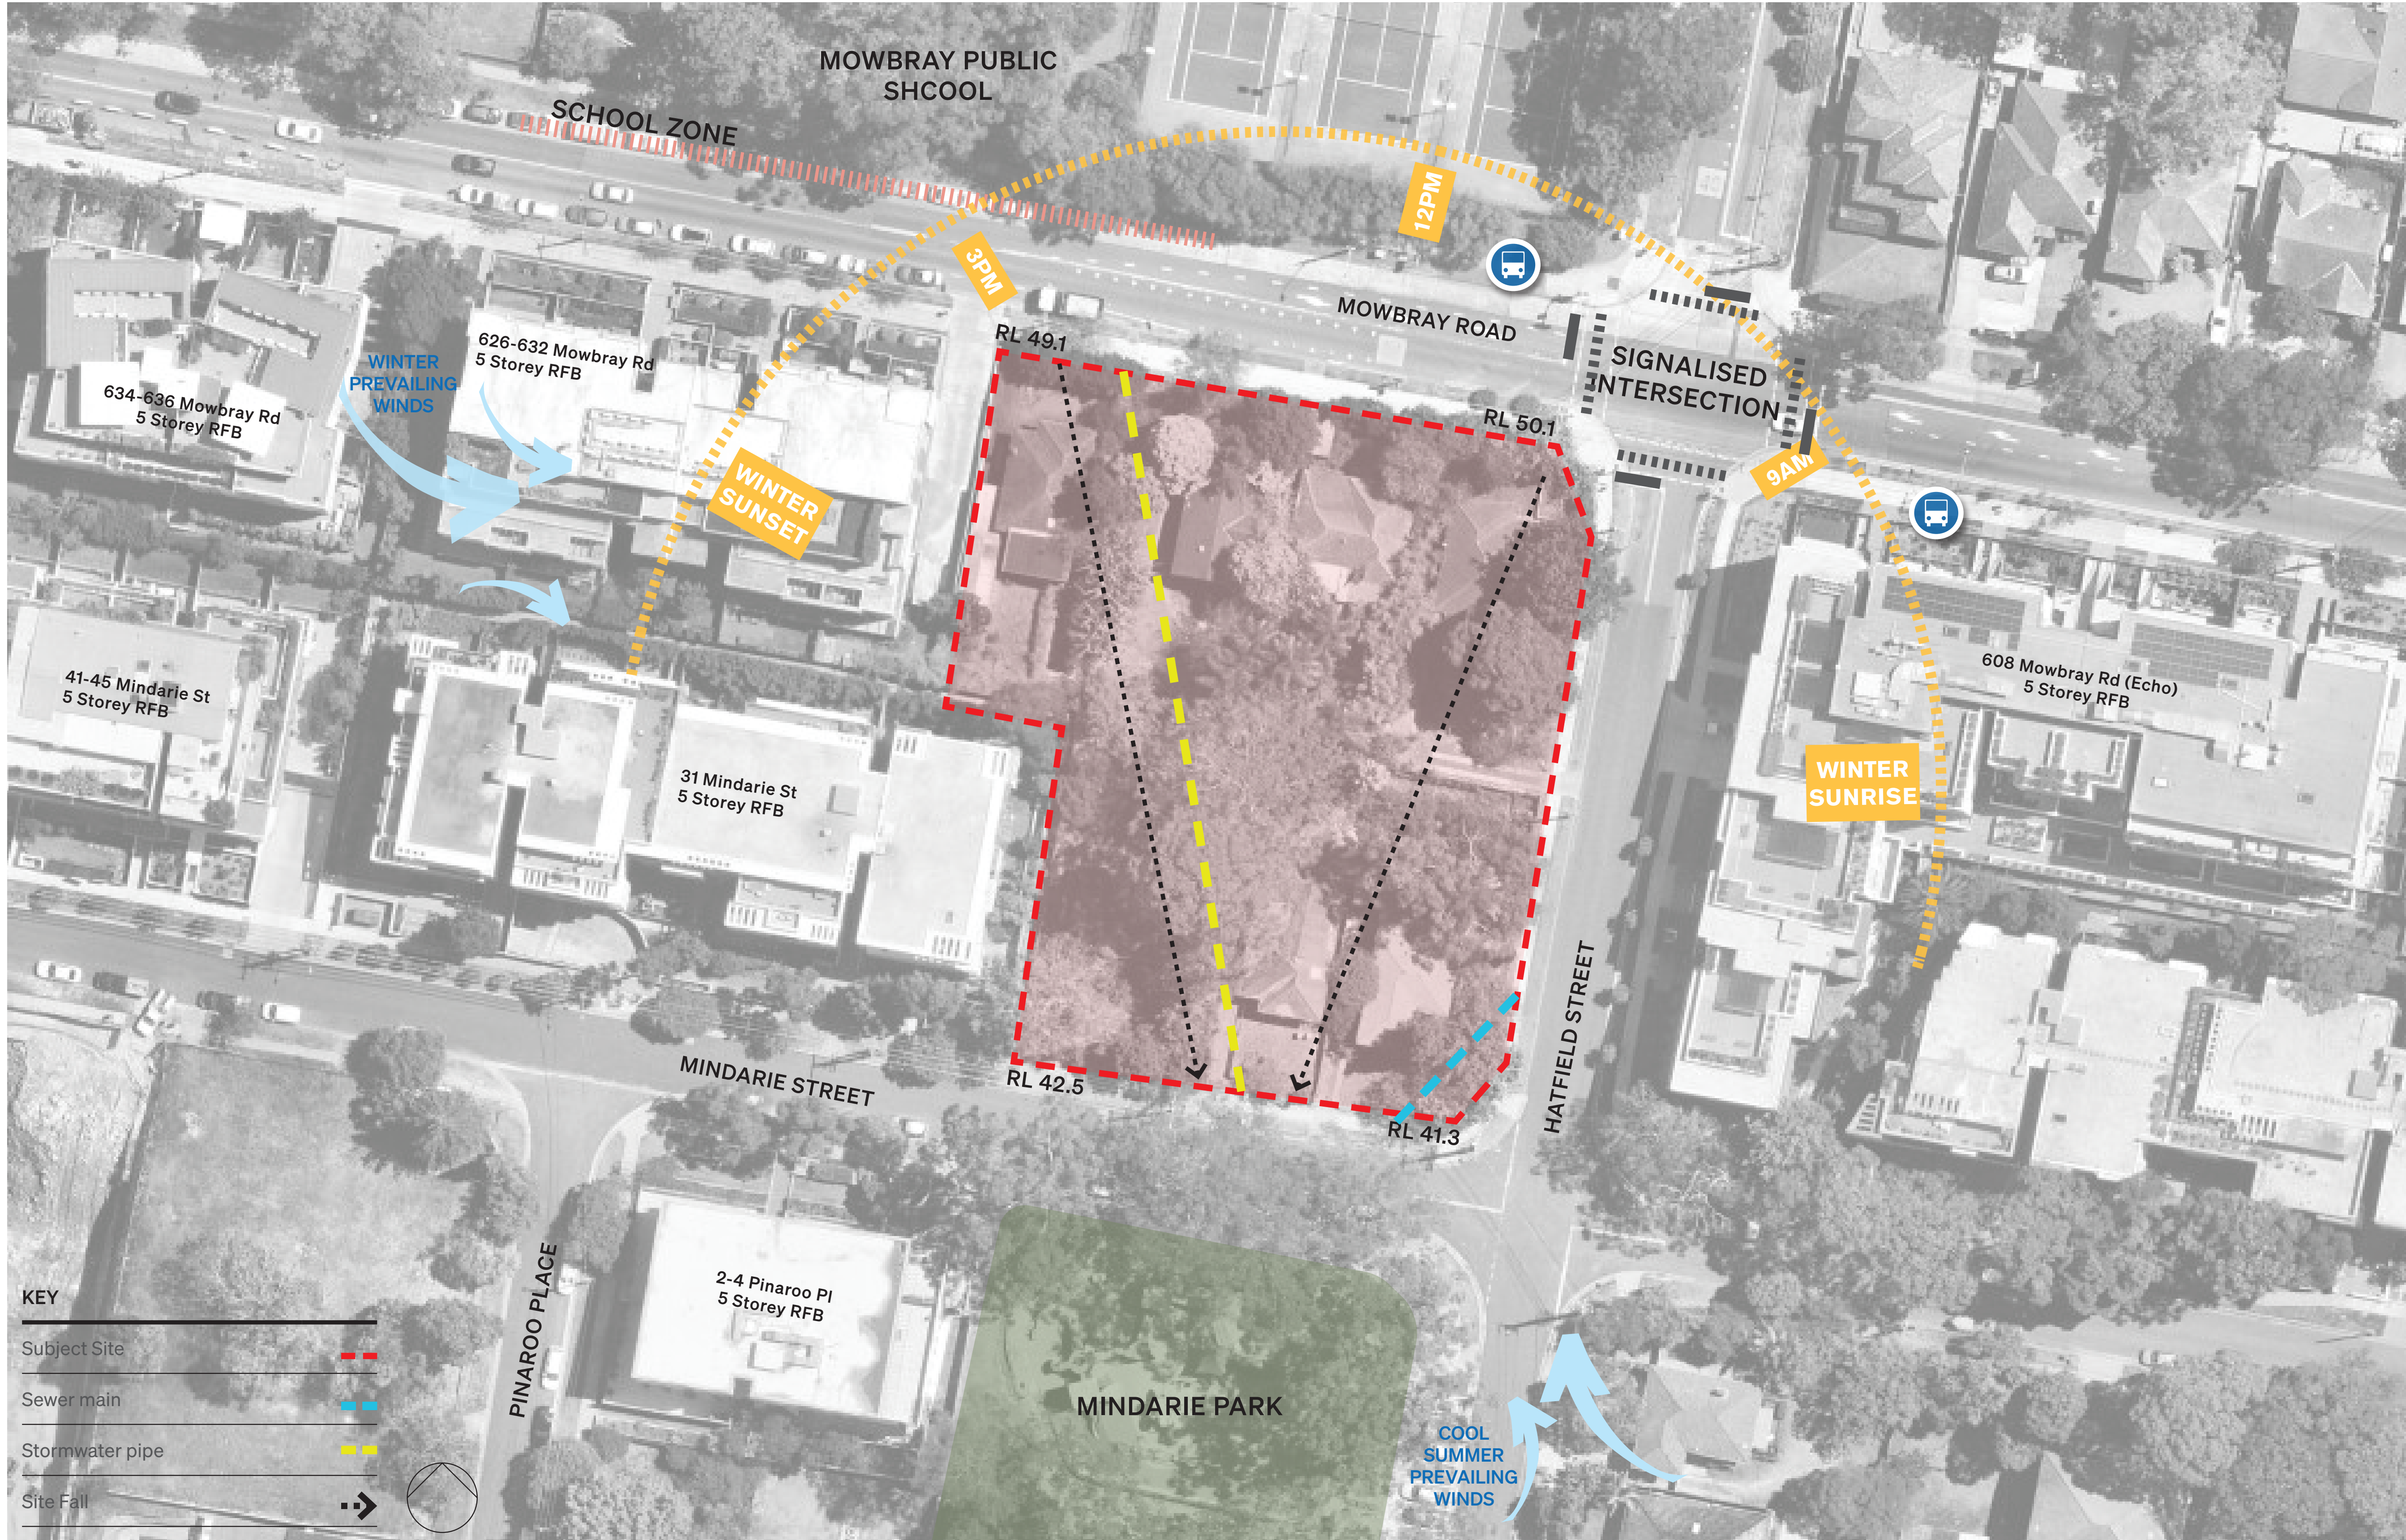 MOWBRAY PUBLIC
SHCOOL
SCHOOL ZONE
12PM
3PM
MOWBRAY ROAD
RL 49.1
626-632 Mowbray Rd
5 Storey RFB
WINTER
PREVAILING
WINDS
634-636 Mowbray Rd
5 Storey RFB
SIGNALISED
INTERSECTION
RL 50.1
9AM
WINTER
SUNSET
41-45 Mindarie St
5 Storey RFB
608 Mowbray Rd (Echo)
5 Storey RFB
31 Mindarie St
5 Storey RFB
WINTER
SUNRISE
HATFIELD STREET
MINDARIE STREET
RL 42.5
RL 41.3
PINAROO PLACE
2-4 Pinaroo Pl
5 Storey RFB
MINDARIE PARK
COOL
SUMMER
PREVAILING
WINDS
KEY
Subject Site
Sewer main
Stormwater pipe
Site Fall